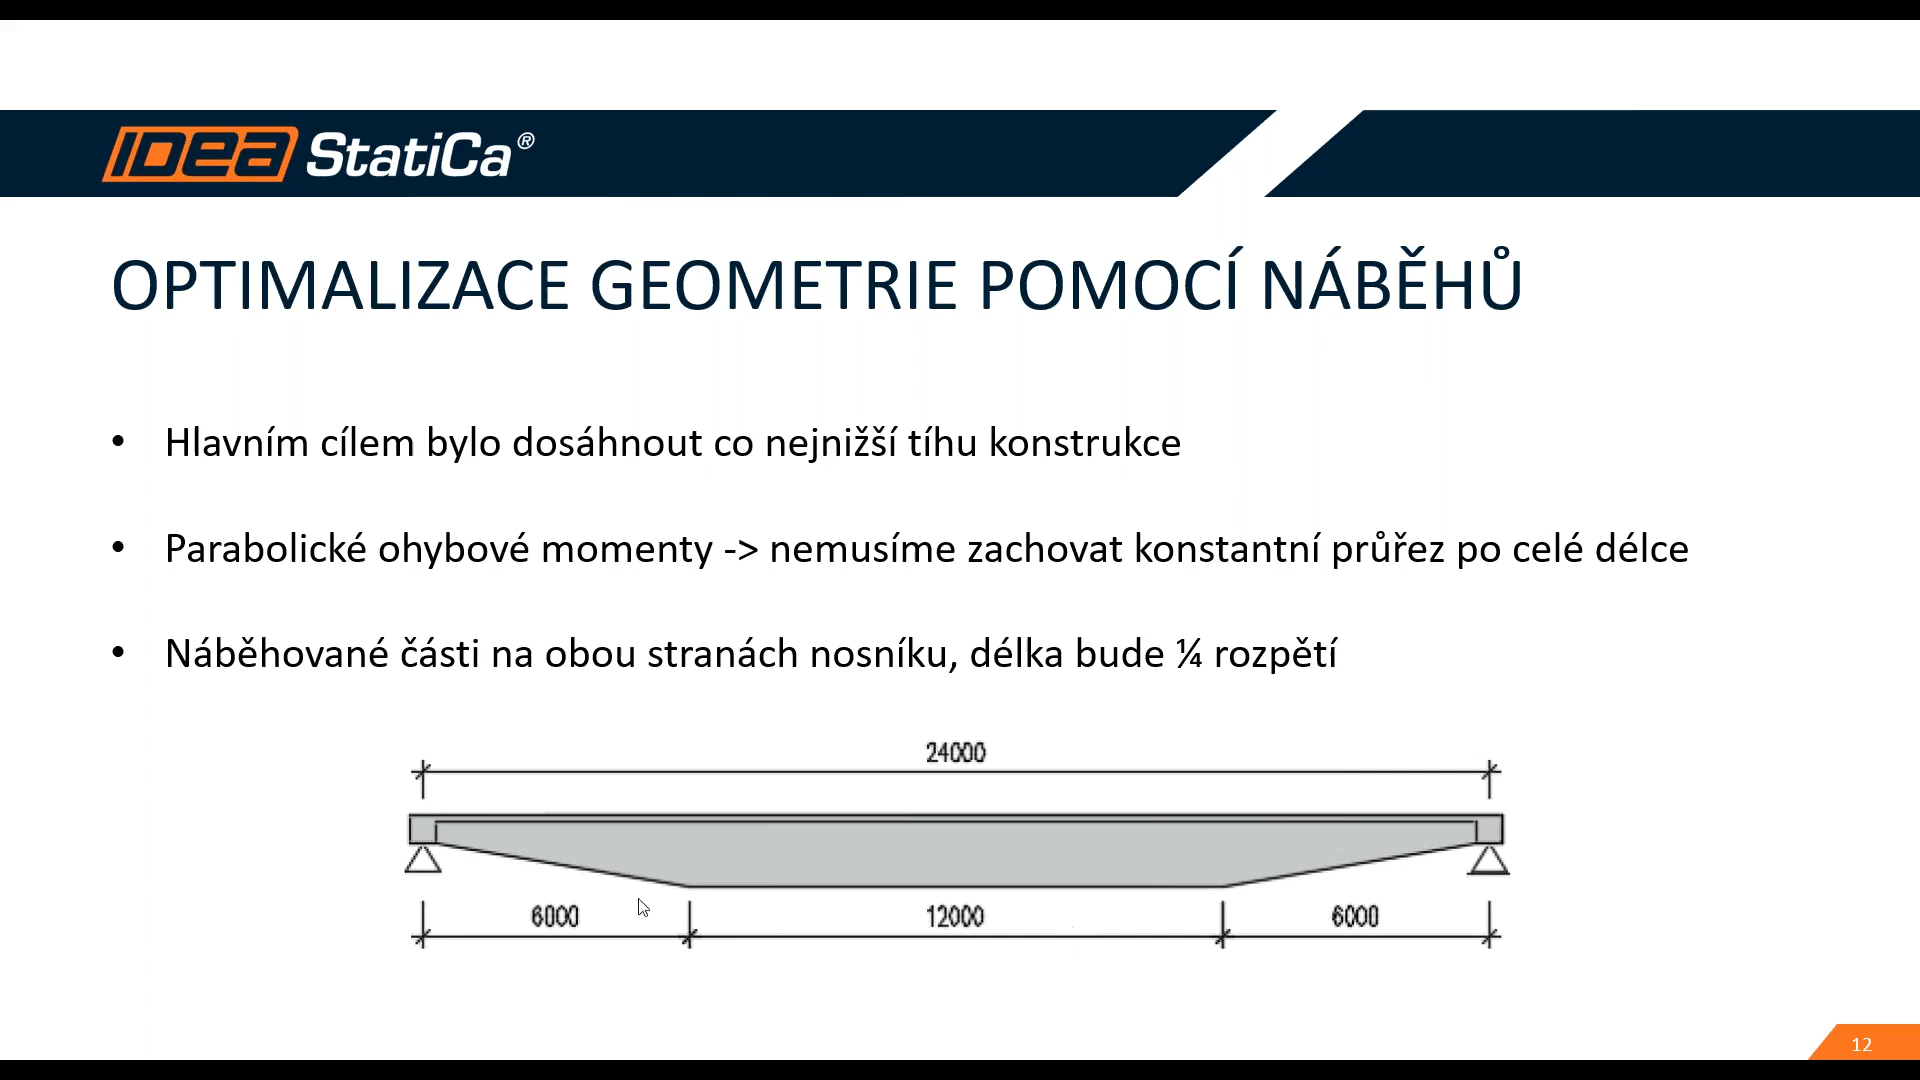 IDEA StatiCa®
OPTIMALIZACE GEOMETRIE POMOCÍ NÁBĚHŮ
• Hlavním cílem bylo dosáhnout co nejnižší tíhu konstrukce
• Parabolické ohybové momenty -> nemusíme zachovat konstantní průřez po celé délce
• Náběhované části na obou stranách nosníku, délka bude ¼ rozpětí
24000
6000 12000 6000
12